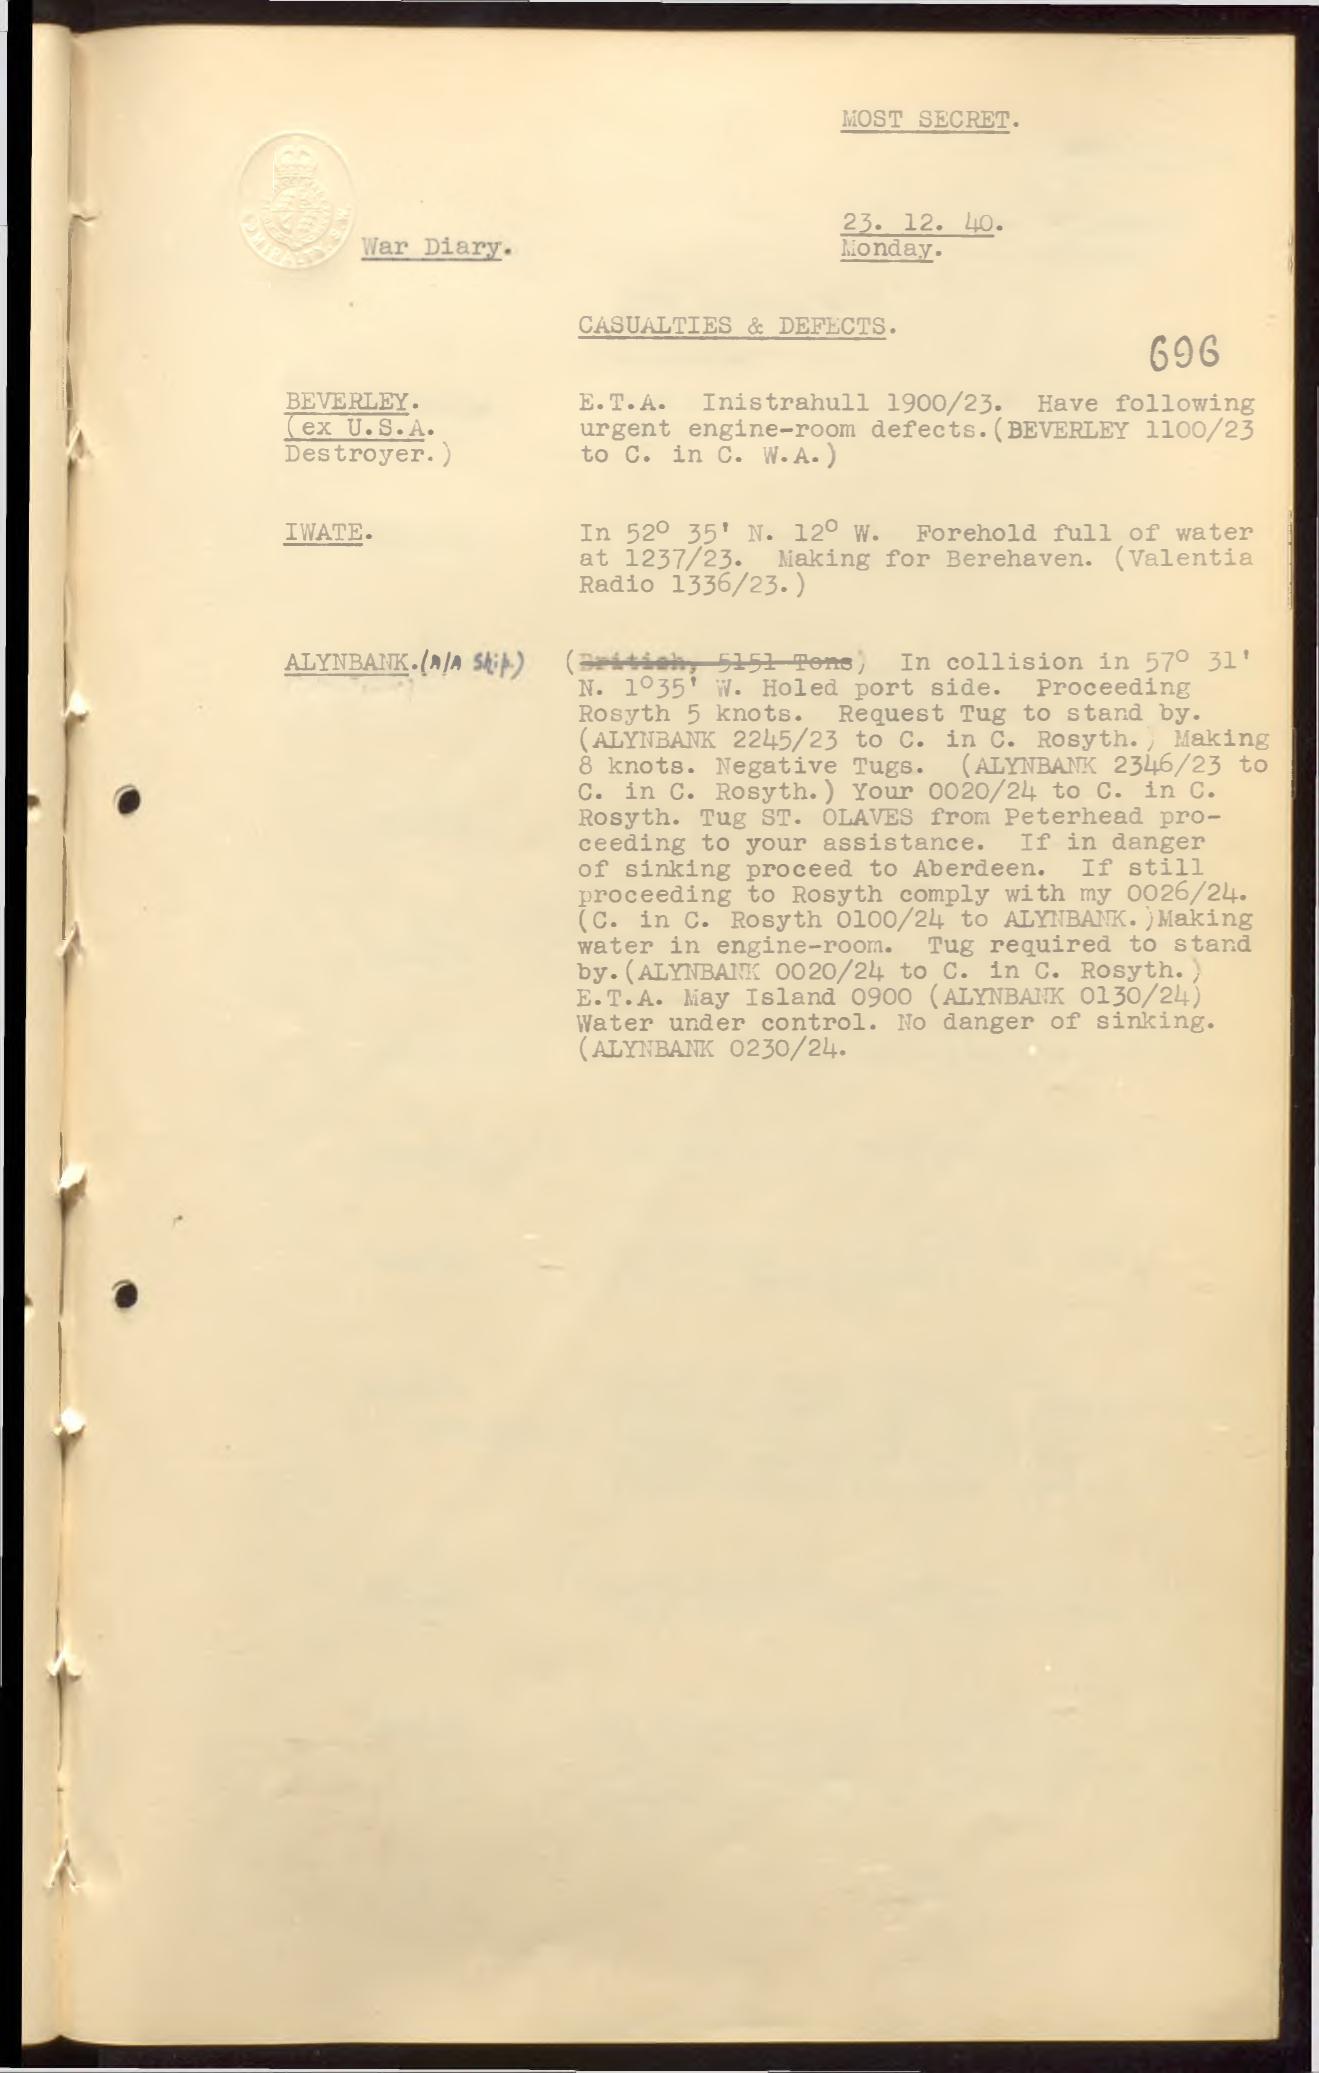 MOST SECRET.
23. 12. 40.
War Diary.
Monday.
CASUALTIES & DEFECTS.
696
BEVERLEY.
(ex U.S.A.
Destroyer.)
E.T.A. Inistrahull 1900/23. Have following
urgent engine-room defects.(BEVERLEY 1100/23
to C. in C. W.A.)
IWATE.
In 52° 35' N. 12° W. Forehold full of water
at 1237/23. Making for Berehaven. (Valentia
Radio 1336/23.)
ALYNBANK.(A/A Ship.)
(British, 5151 Tons) In collision in 57° 31'
N. 1°35' W. Holed port side. Proceeding
Rosyth 5 knots. Request Tug to stand by.
(ALYNBANK 2245/23 to C. in C. Rosyth.) Making
8 knots. Negative Tugs. (ALYNBANK 2346/23 to
C. in C. Rosyth.) Your 0020/24 to C. in C.
Rosyth. Tug ST. OLAVES from Peterhead pro-
ceeding to your assistance. If in danger
of sinking proceed to Aberdeen. If still
proceeding to Rosyth comply with my 0026/24.
(C. in C. Rosyth 0100/24 to ALYNBANK.)Making
water in engine-room. Tug required to stand
by.(ALYNBANK 0020/24 to C. in C. Rosyth.)
E.T.A. May Island 0900 (ALYNBANK 0130/24)
Water under control. No danger of sinking.
(ALYNBANK 0230/24.